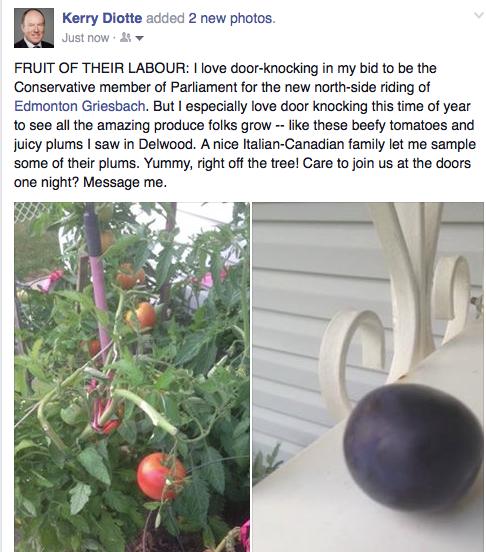 Kerry Diotte added 2 new photos.
Just now ·
FRUIT OF THEIR LABOUR: I love door-knocking in my bid to be the
Conservative member of Parliament for the new north-side riding of
Edmonton Griesbach. But I especially love door knocking this time of year
to see all the amazing produce folks grow -- like these beefy tomatoes and
juicy plums I saw in Delwood. A nice Italian-Canadian family let me sample
some of their plums. Yummy, right off the tree! Care to join us at the doors
one night? Message me.